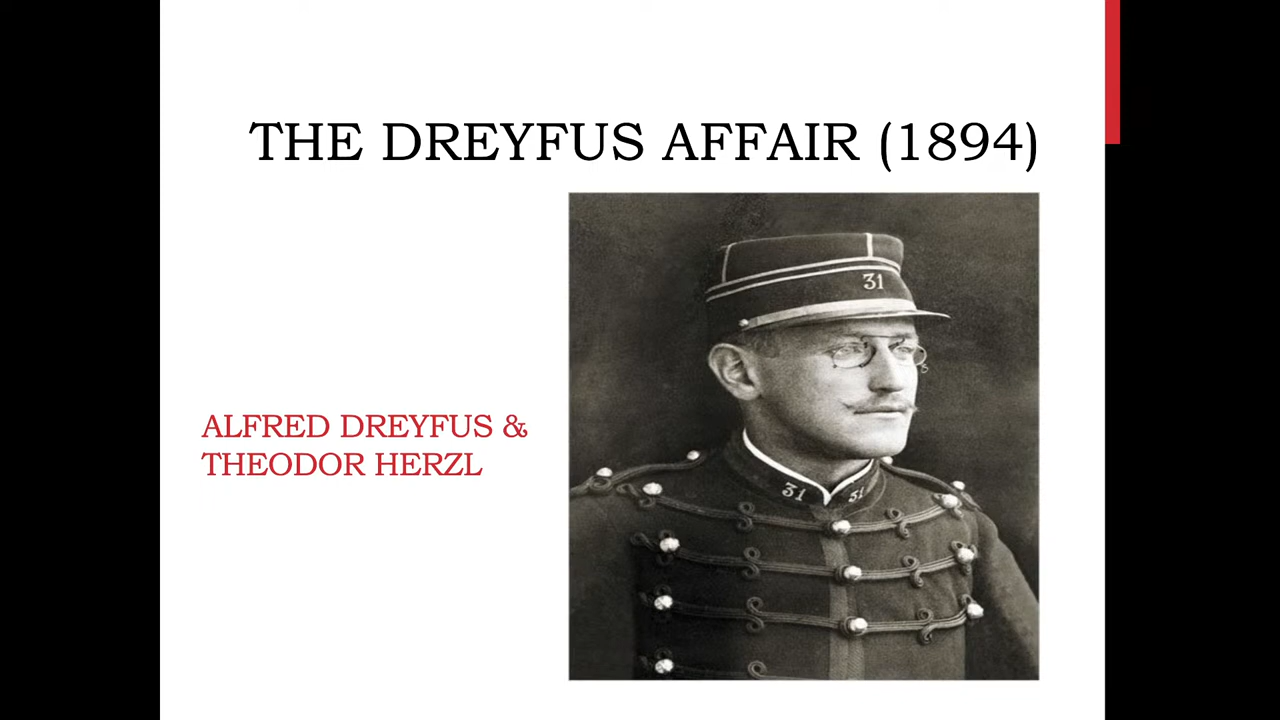 THE DREYFUS AFFAIR (1894)
ALFRED DREYFUS &
THEODOR HERZL
31
31 31